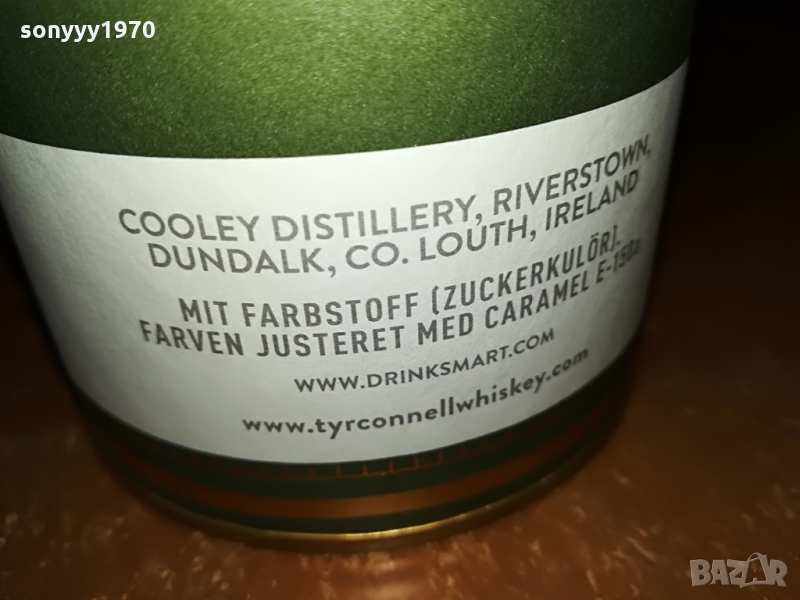 sonyyy1970
COOLEY DISTILLERY, RIVERSTOWN,
DUNDALK, CO. LOUTH, IRELAND
MIT FARBSTOFF (ZUCKERKULÖR).
FARVEN JUSTERET MED CARAMEL E-150a
WWW.DRINKSMART.COM
www.tyrconnellwhiskey.com
BAZAR